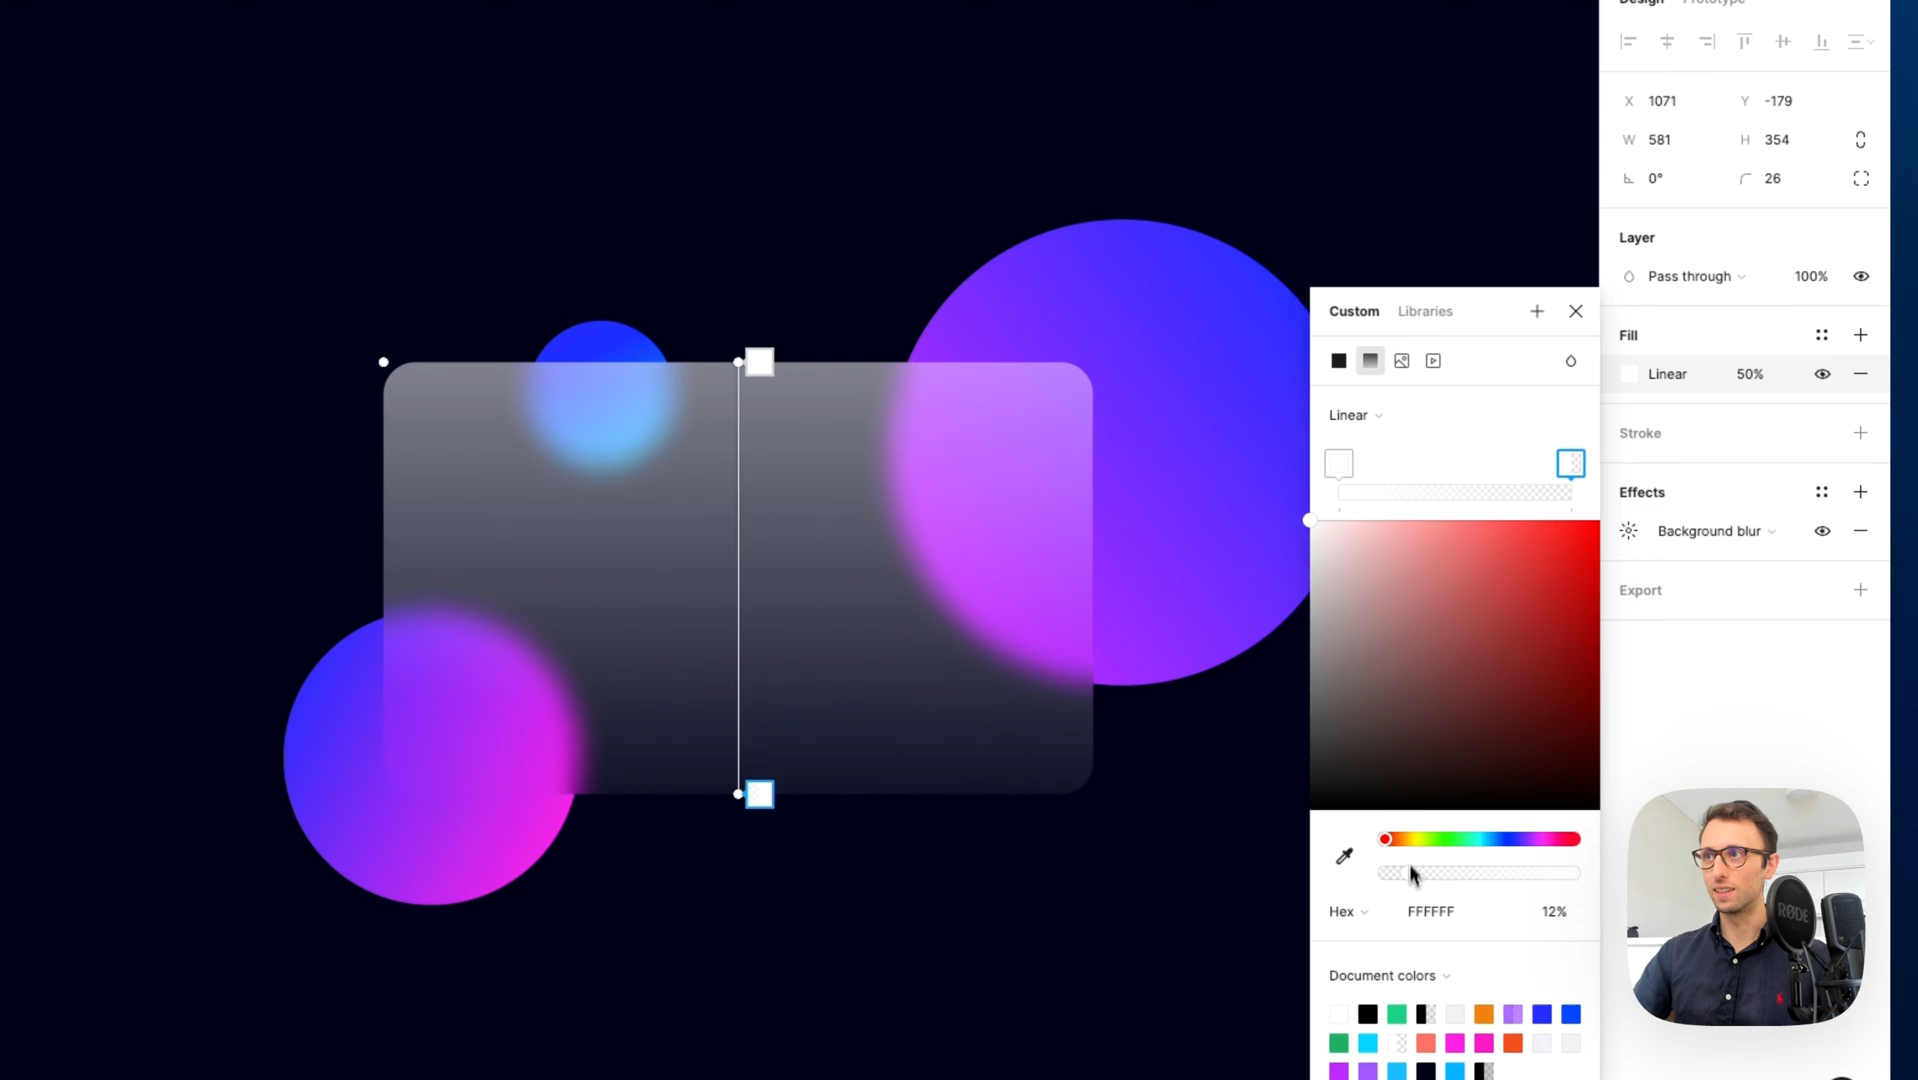 Design Prototype
X 1071 Y -179
W 581 H 354
0° 26
Layer
Pass through 100%
Custom Libraries
Fill
Linear 50%
Linear
Stroke
Effects
Background blur
Export
Hex FFFFFF 12%
RØDE
Document colors